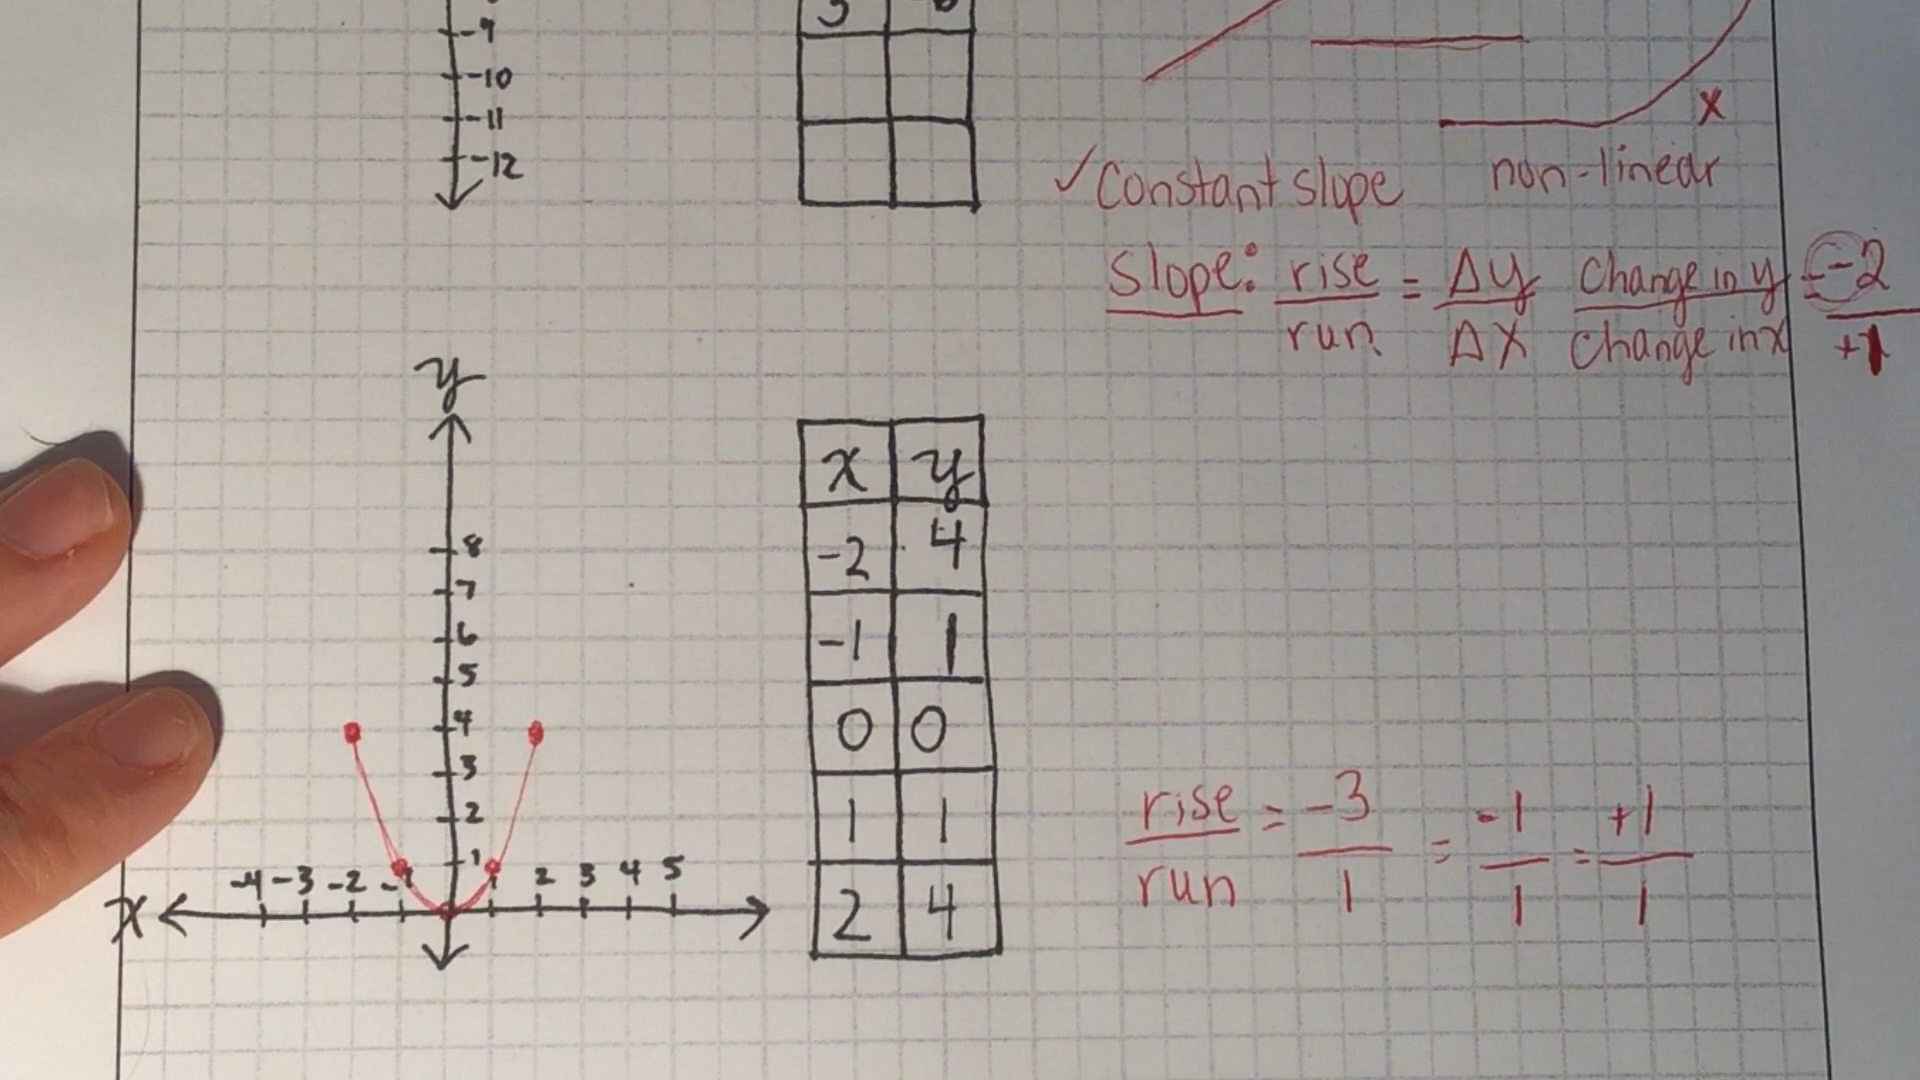 -9
-10
-11
-12
x
✓ Constant slope
non-linear
Slope: rise/run = Δy/Δx change in y/change in x = -2/+1
y
8
7
6
5
4
3
2
1
-4 -3 -2 -1 1 2 3 4 5
x
x y
-2 4
-1 1
0 0
1 1
2 4
rise/run = -3/1 = -1/1 = +1/1